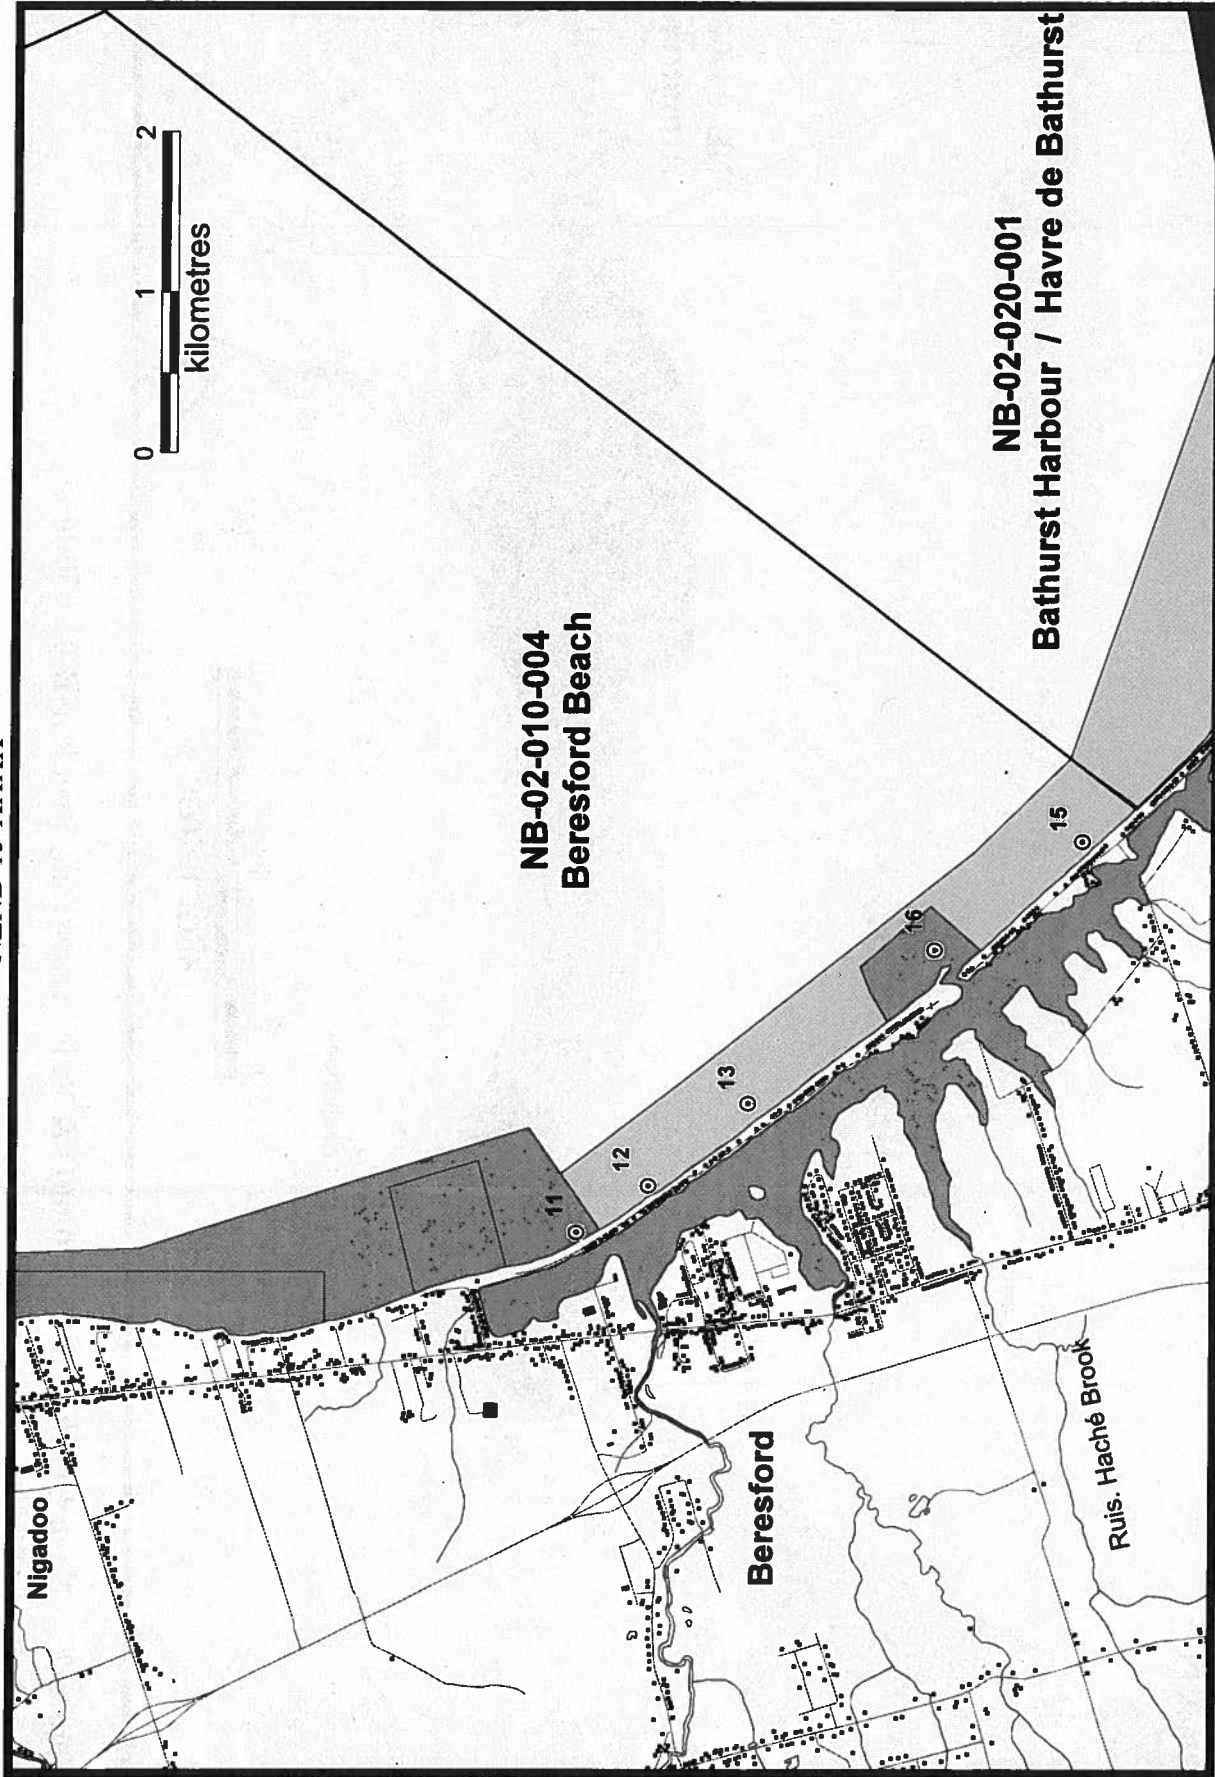 0 1 2
kilometres
NB-02-010-004
Beresford Beach
NB-02-020-001
Bathurst Harbour / Havre de Bathurst
11
12
13
16
15
Nigadoo
Beresford
Ruis. Haché Brook